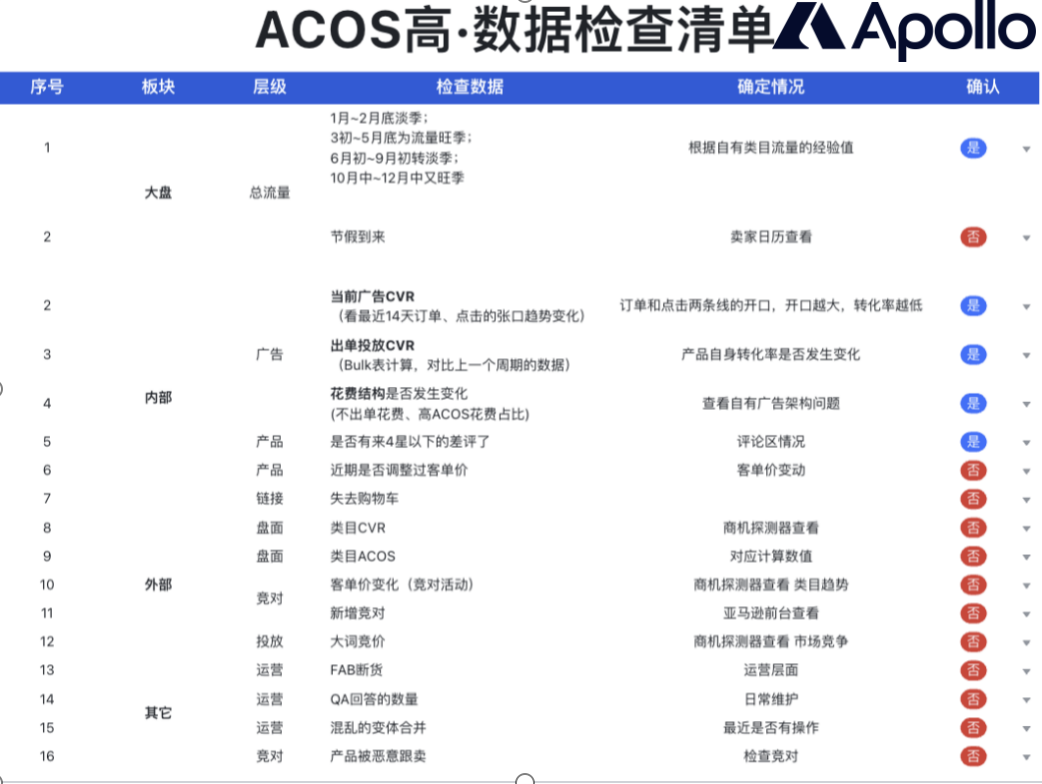 ACOS高·数据检查清单
Apollo
序号 板块 层级 检查数据 确定情况 确认
1月~2月底淡季；
3初~5月底为流量旺季；
1 根据自有类目流量的经验值 是
6月初~9月初转淡季；
10月中~12月中又旺季
大盘 总流量
2 节假到来 卖家日历查看 否
当前广告CVR
2 订单和点击两条线的开口，开口越大，转化率越低 是
（看最近14天订单、点击的张口趋势变化）
出单投放CVR
3 广告 产品自身转化率是否发生变化 是
（Bulk表计算，对比上一个周期的数据）
花费结构是否发生变化
内部
4 查看自有广告架构问题 是
(不出单花费、高ACOS花费占比)
5 产品 是否有来4星以下的差评了 评论区情况 是
6 产品 近期是否调整过客单价 客单价变动 否
7 链接 失去购物车 否
8 盘面 类目CVR 商机探测器查看 否
9 盘面 类目ACOS 对应计算数值 否
10 外部 客单价变化（竞对活动） 商机探测器查看 类目趋势 否
竞对
11 新增竞对 亚马逊前台查看 否
12 投放 大词竞价 商机探测器查看 市场竞争 否
13 运营 FAB断货 运营层面 否
14 运营 QA回答的数量 日常维护 否
其它
15 运营 混乱的变体合并 最近是否有操作 否
16 竞对 产品被恶意跟卖 检查竞对 否